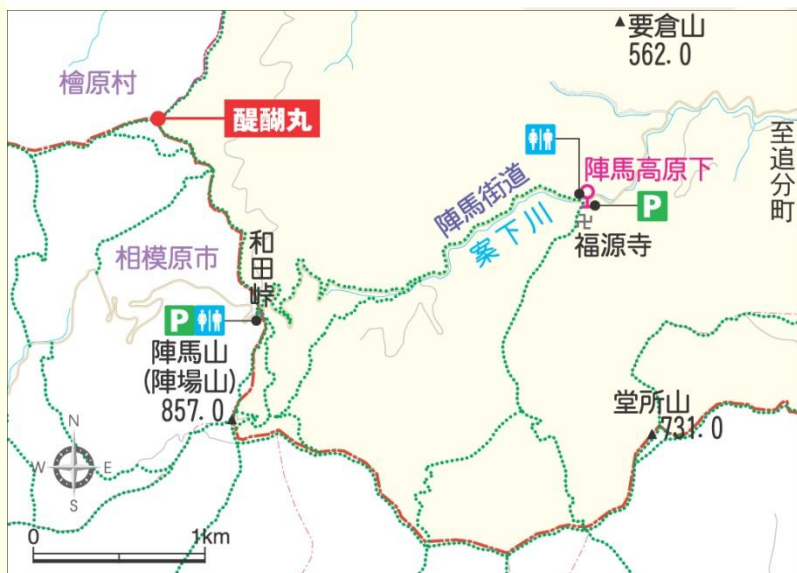 要倉山
562.0
檜原村
醍醐丸
陣馬高原下
P
至追分町
陣馬街道
案下川
卍
福源寺
相模原市
和田峠
P
陣馬山
(陣場山)
857.0
堂所山
731.0
N
W E
S
0 1km